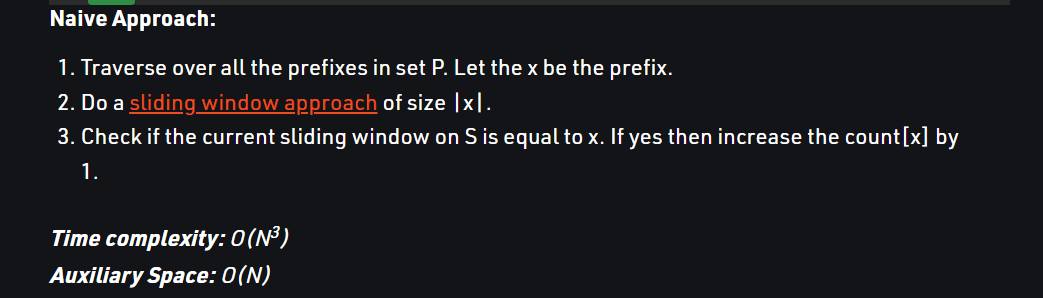 Naive Approach:
1. Traverse over all the prefixes in set P. Let the x be the prefix.
2. Do a sliding window approach of size |x|.
3. Check if the current sliding window on S is equal to x. If yes then increase the count[x] by
1.
Time complexity: O(N³)
Auxiliary Space: O(N)